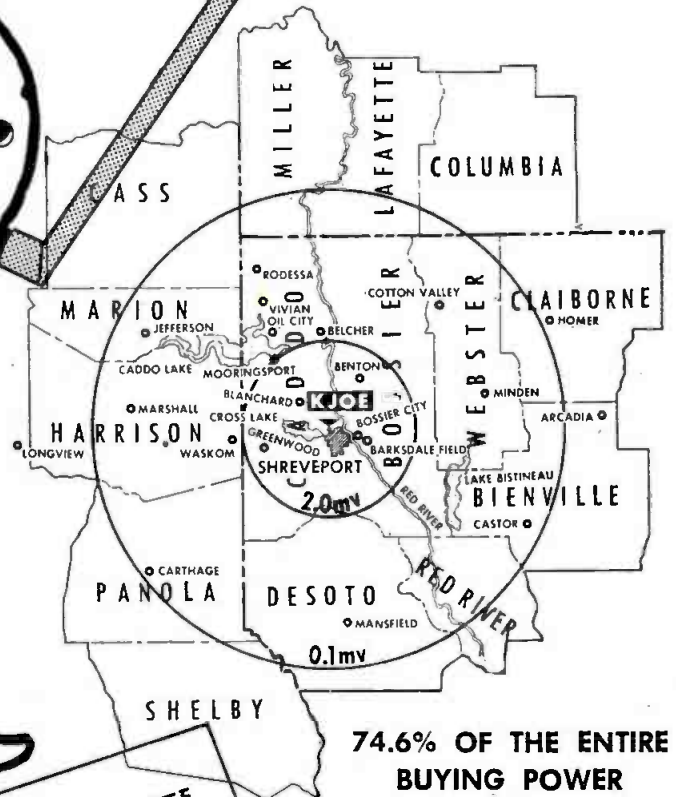 MILLER
LAFAYETTE
COLUMBIA
CASS
RODESSA
VIVIAN
OIL CITY
COTTON VALLEY
CLAIBORNE
HOMER
MARION
JEFFERSON
BELCHER
BOSSIER
WEBSTER
CADDO
CADDO LAKE
MOORINGSPORT
BENTON
MINDEN
BLANCHARD
KJOE
MARSHALL
CROSS LAKE
BOSSIER CITY
ARCADIA
HARRISON
LONGVIEW
WASKOM
GREENWOOD
BARKSDALE FIELD
SHREVEPORT
LAKE BISTINEAU
2.0mv
RED RIVER
BIENVILLE
CASTOR
CARTHAGE
PANOLA
DESOTO
RED RIVER
MANSFIELD
0.1mv
SHELBY
74.6% OF THE ENTIRE
BUYING POWER